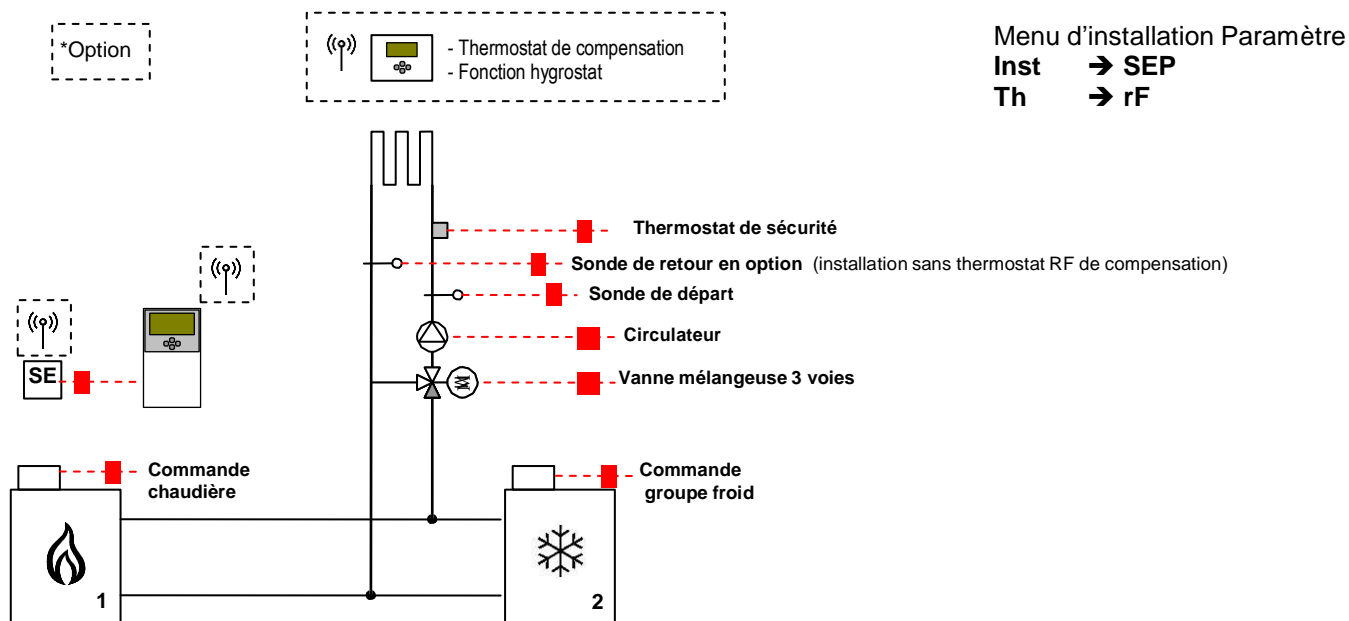 *Option
- Thermostat de compensation
- Fonction hygrostat
Menu d’installation Paramètre
Inst ➔ SEP
Th ➔ rF
Thermostat de sécurité
Sonde de retour en option (installation sans thermostat RF de compensation)
Sonde de départ
Circulateur
SE
Vanne mélangeuse 3 voies
Commande
chaudière
Commande
groupe froid
1
2